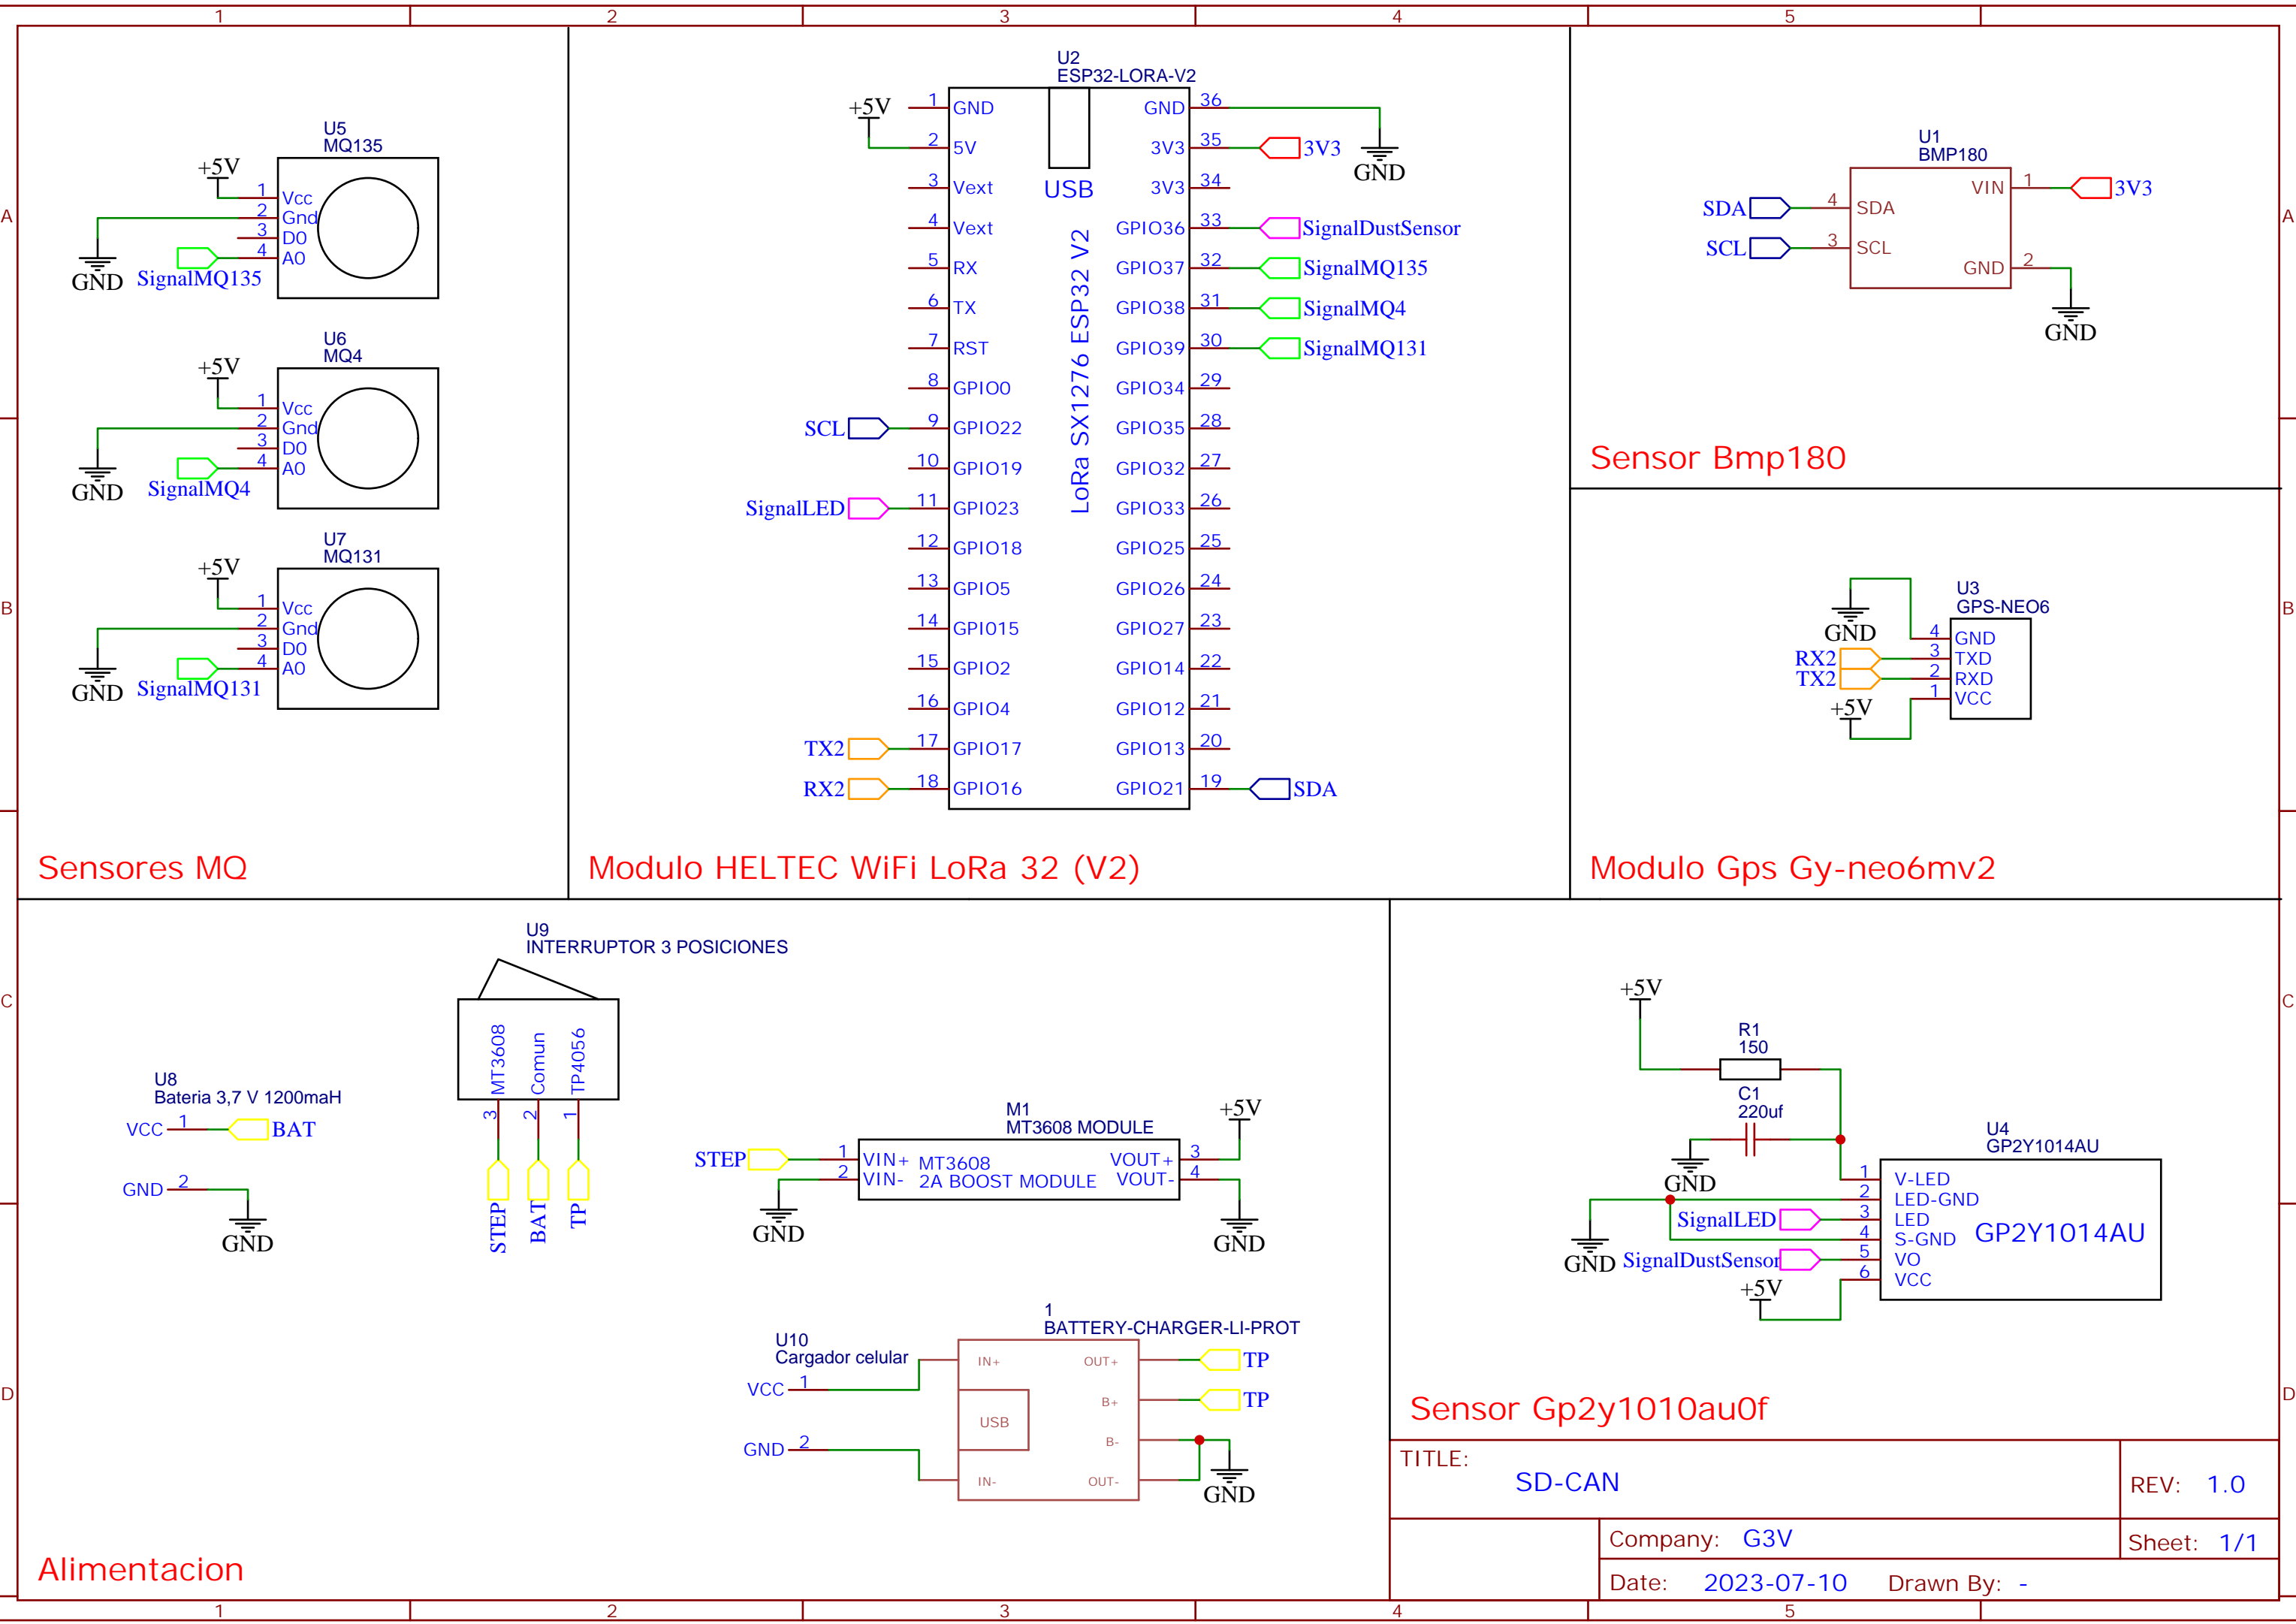 1 2 3 4 5
A
B
C
D
A
B
C
D
1 2 3 4 5
U5
MQ135
+5V
1 Vcc
2 Gnd
3 D0
4 A0
GND
SignalMQ135
U6
MQ4
+5V
1 Vcc
2 Gnd
3 D0
4 A0
GND
SignalMQ4
U7
MQ131
+5V
1 Vcc
2 Gnd
3 D0
4 A0
GND
SignalMQ131
Sensores MQ
U2
ESP32-LORA-V2
USB
LoRa SX1276 ESP32 V2
+5V
1 GND
2 5V
3 Vext
4 Vext
5 RX
6 TX
7 RST
8 GPIO0
SCL 9 GPIO22
10 GPIO19
SignalLED 11 GPIO23
12 GPIO18
13 GPIO5
14 GPIO15
15 GPIO2
16 GPIO4
TX2 17 GPIO17
RX2 18 GPIO16
GND 36
3V3 35 3V3
GND
3V3 34
GPIO36 33 SignalDustSensor
GPIO37 32 SignalMQ135
GPIO38 31 SignalMQ4
GPIO39 30 SignalMQ131
GPIO34 29
GPIO35 28
GPIO32 27
GPIO33 26
GPIO25 25
GPIO26 24
GPIO27 23
GPIO14 22
GPIO12 21
GPIO13 20
GPIO21 19 SDA
Modulo HELTEC WiFi LoRa 32 (V2)
U1
BMP180
VIN 1 3V3
SDA 4 SDA
SCL 3 SCL
GND 2
GND
Sensor Bmp180
U3
GPS-NEO6
GND
4 GND
RX2 3 TXD
TX2 2 RXD
1 VCC
+5V
Modulo Gps Gy-neo6mv2
U9
INTERRUPTOR 3 POSICIONES
MT3608
Comun
TP4056
3 2 1
STEP
BAT
TP
U8
Bateria 3,7 V 1200maH
VCC 1 BAT
GND 2
GND
M1
MT3608 MODULE
+5V
STEP 1 VIN+ MT3608 VOUT+ 3
2 VIN- 2A BOOST MODULE VOUT- 4
GND
GND
1
BATTERY-CHARGER-LI-PROT
U10
Cargador celular
VCC 1
GND 2
IN+ OUT+ TP
B+ TP
USB
B-
IN- OUT-
GND
Alimentacion
+5V
R1
150
C1
220uf
GND
U4
GP2Y1014AU
1 V-LED
2 LED-GND
SignalLED 3 LED
4 S-GND
GP2Y1014AU
GND
SignalDustSensor 5 VO
6 VCC
+5V
Sensor Gp2y1010au0f
TITLE:
SD-CAN
REV: 1.0
Company: G3V
Sheet: 1/1
Date: 2023-07-10 Drawn By: -